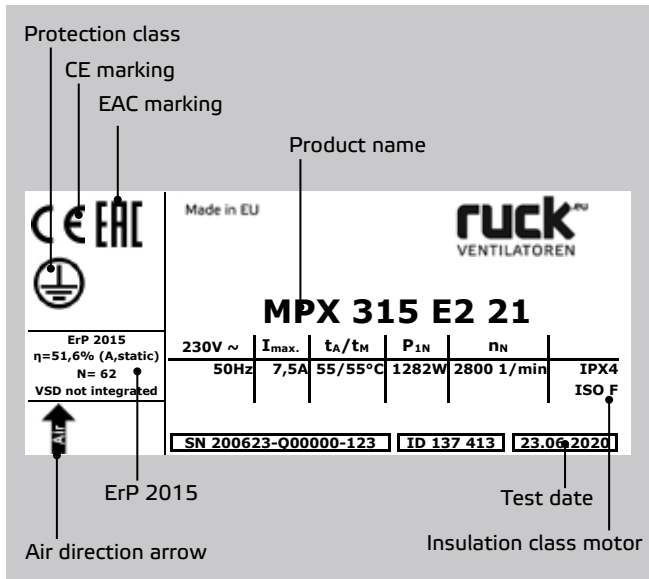 Protection class
CE marking
EAC marking
Product name
CE EAC
Made in EU
ruck.eu
VENTILATOREN
MPX 315 E2 21
ErP 2015
η=51,6% (A,static)
N= 62
VSD not integrated
230V ~ Imax. tA/tM P1N nN
50Hz 7,5A 55/55°C 1282W 2800 1/min IPX4
ISO F
Air
SN 200623-Q00000-123 ID 137 413 23.06.2020
ErP 2015
Test date
Insulation class motor
Air direction arrow